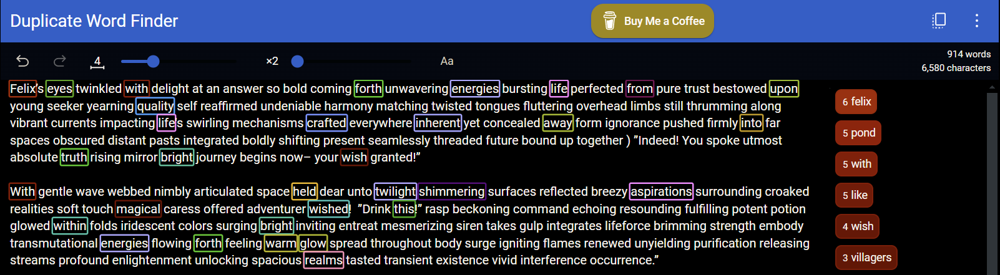 Duplicate Word Finder
Buy Me a Coffee
4
×2
Aa
914 words
6,580 characters
Felix's eyes twinkled with delight at an answer so bold coming forth unwavering energies bursting life perfected from pure trust bestowed upon
young seeker yearning quality self reaffirmed undeniable harmony matching twisted tongues fluttering overhead limbs still thrumming along
vibrant currents impacting life's swirling mechanisms crafted everywhere inherent yet concealed away form ignorance pushed firmly into far
spaces obscured distant pasts integrated boldly shifting present seamlessly threaded future bound up together ) ”Indeed! You spoke utmost
absolute truth rising mirror bright journey begins now– your wish granted!”
With gentle wave webbed nimbly articulated space held dear unto twilight shimmering surfaces reflected breezy aspirations surrounding croaked
realities soft touch magical caress offered adventurer wished! ”Drink this!” rasp beckoning command echoing resounding fulfilling potent potion
glowed within folds iridescent colors surging bright inviting entreat mesmerizing siren takes gulp integrates lifeforce brimming strength embody
transmutational energies flowing forth feeling warm glow spread throughout body surge igniting flames renewed unyielding purification releasing
streams profound enlightenment unlocking spacious realms tasted transient existence vivid interference occurrence.”
6 felix
5 pond
5 with
5 like
4 wish
3 villagers